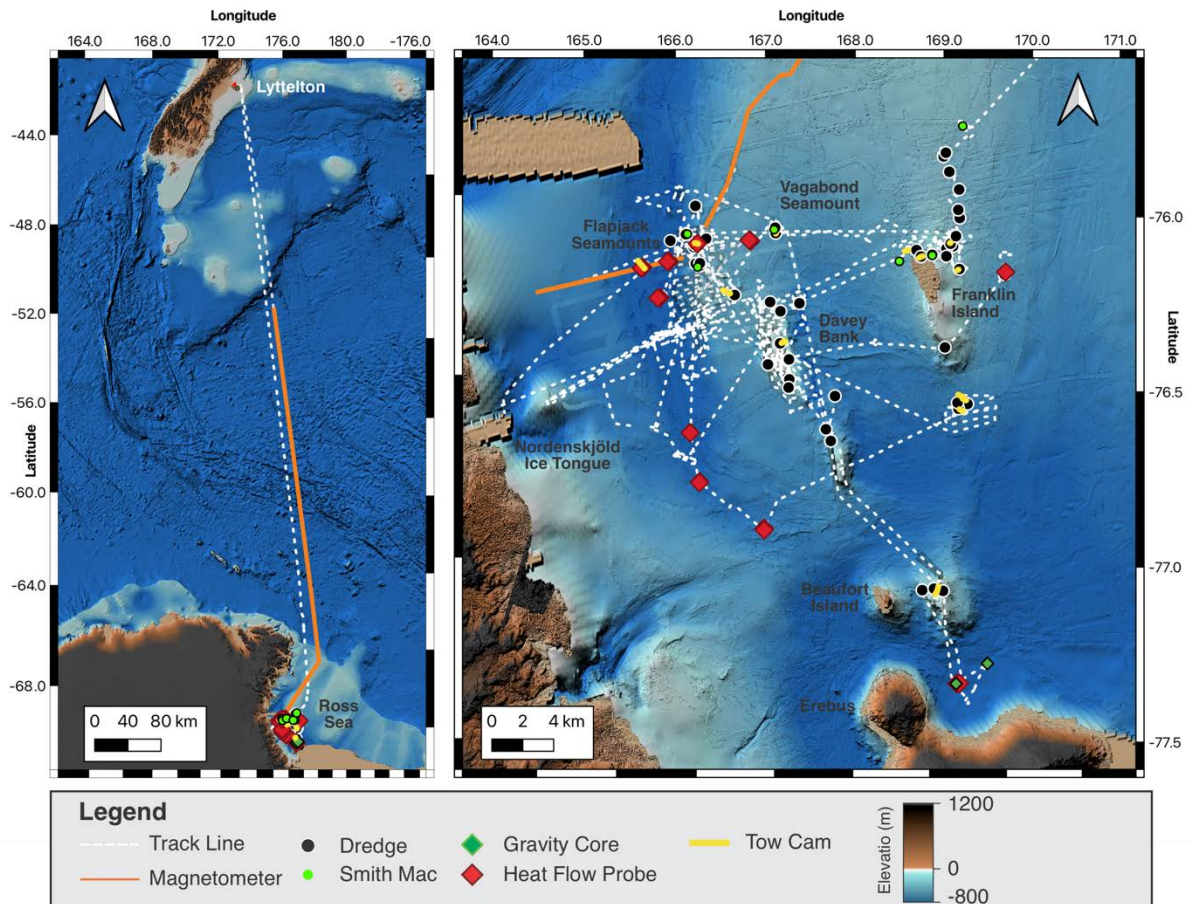 Longitude
164.0 168.0 172.0 176.0 180.0 -176.0
Lyttelton
-44.0
-48.0
-52.0
-56.0
-60.0
-64.0
-68.0
Latitude
Ross
Sea
0 40 80 km
Longitude
164.0 165.0 166.0 167.0 168.0 169.0 170.0 171.0
Vagabond
Seamount
Flapjack
Seamounts
Franklin
Island
Davey
Bank
Nordenskjöld
Ice Tongue
Beaufort
Island
Erebus
0 2 4 km
-76.0
-76.5
-77.0
-77.5
Latitude
Legend
Track Line
Magnetometer
Dredge
Smith Mac
Gravity Core
Heat Flow Probe
Tow Cam
Elevatio (m)
1200
0
-800